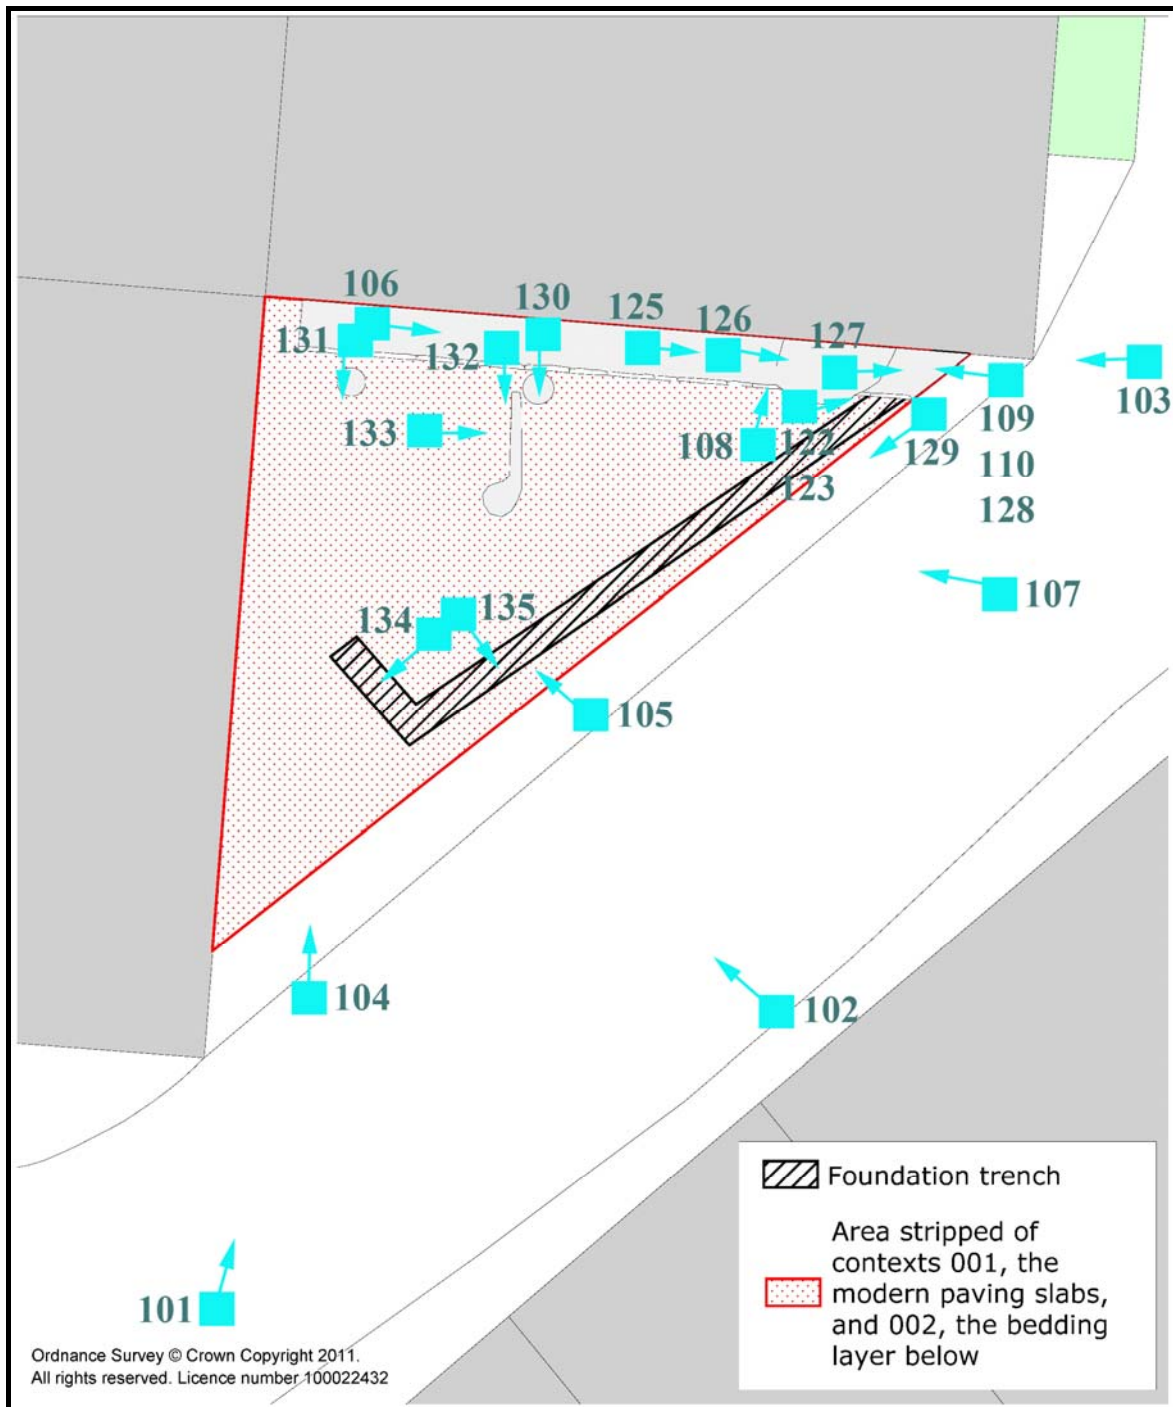 106
130
125
126
131
132
127
103
109
133
108
122
129
110
123
128
107
134
135
105
104
102
101
Foundation trench
Area stripped of
contexts 001, the
modern paving slabs,
and 002, the bedding
layer below
Ordnance Survey © Crown Copyright 2011.
All rights reserved. Licence number 100022432